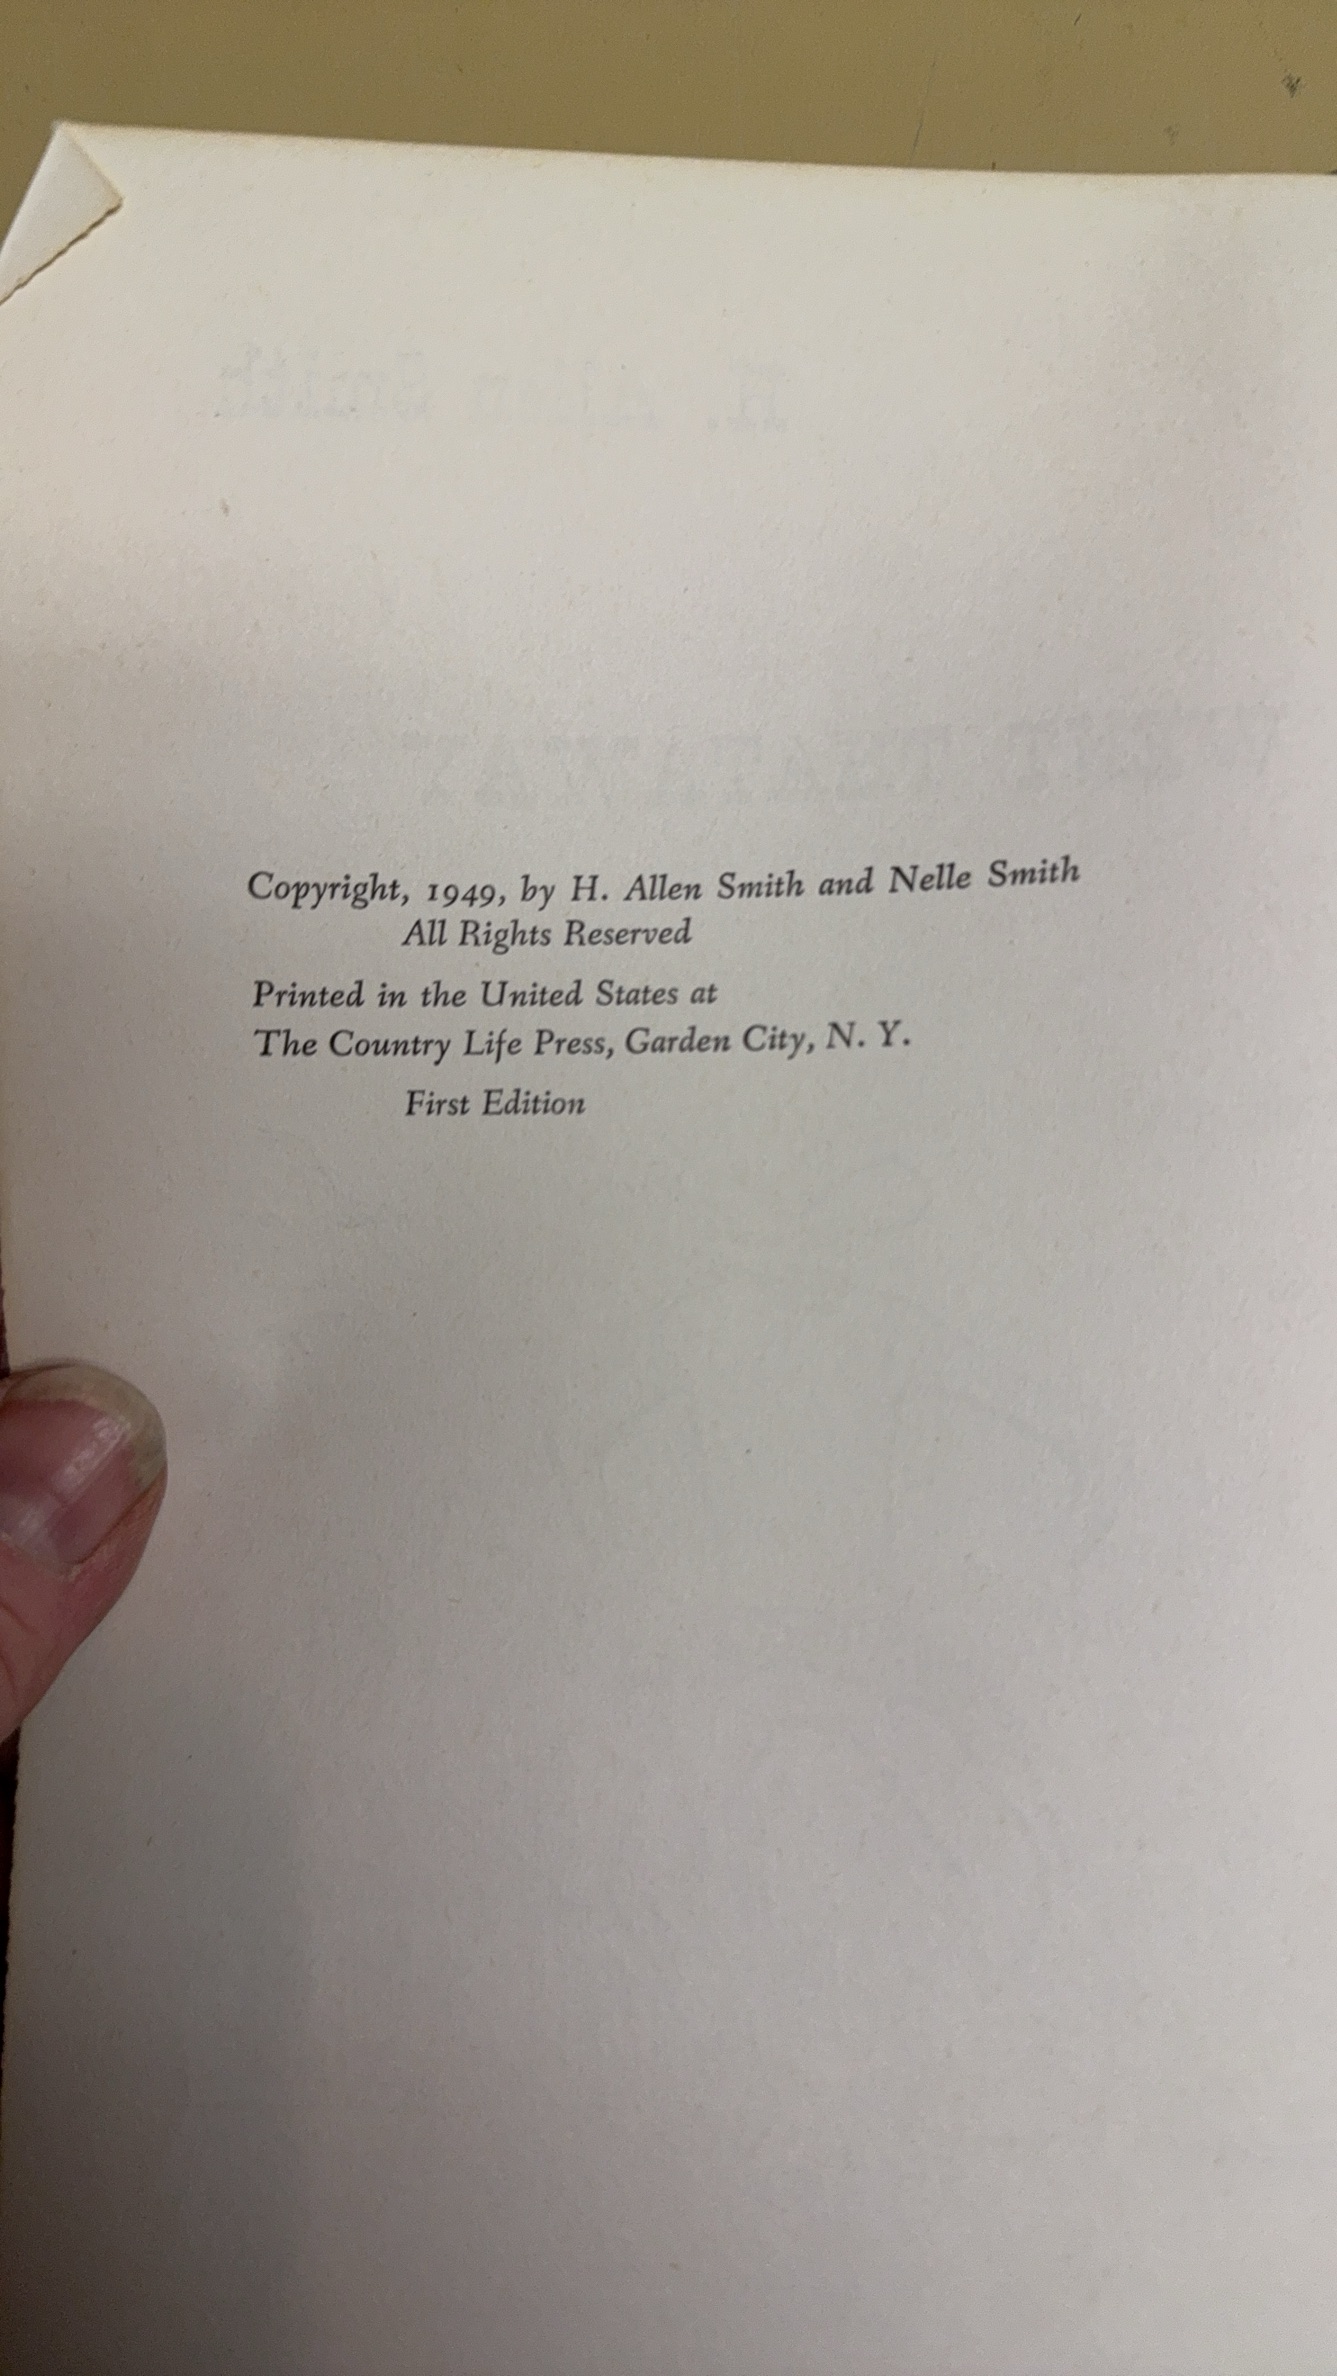 Copyright, 1949, by H. Allen Smith and Nelle Smith
All Rights Reserved
Printed in the United States at
The Country Life Press, Garden City, N. Y.
First Edition